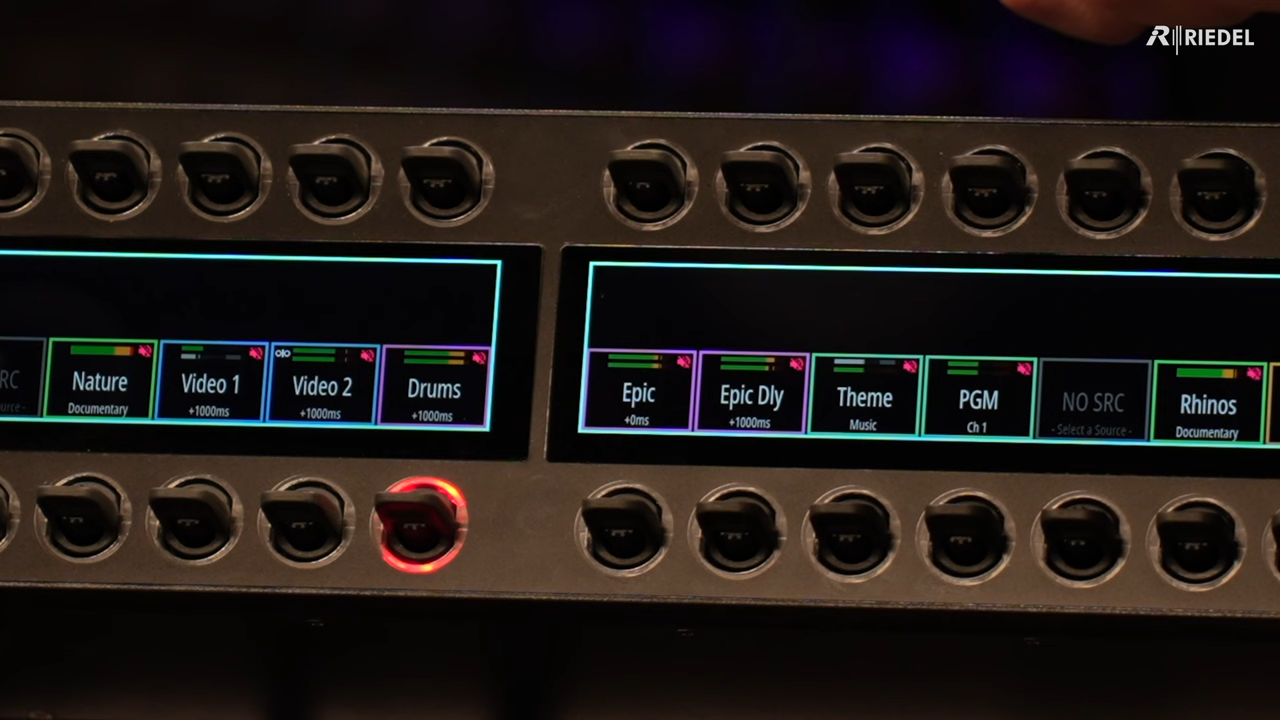 RIEDEL
RC
Nature
Documentary
Video 1
+1000ms
Video 2
+1000ms
Drums
+1000ms
Epic
+0ms
Epic Dly
+1000ms
Theme
Music
PGM
Ch 1
NO SRC
- Select a Source -
Rhinos
Documentary